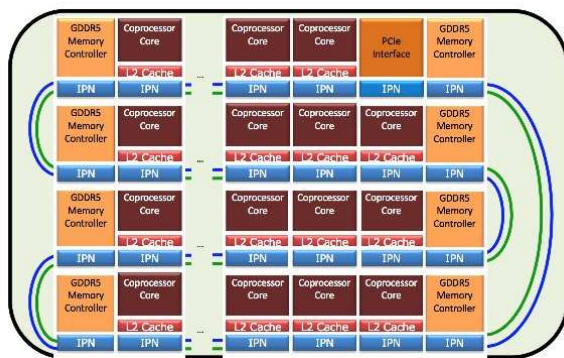 GDDR5 Coprocessor Coprocessor Coprocessor PCIe GDDR5
Memory Core Core Core Interface Memory
Controller Controller
L2 Cache ... L2 Cache L2 Cache
IPN IPN IPN IPN IPN IPN
GDDR5 Coprocessor Coprocessor Coprocessor Coprocessor GDDR5
Memory Core Core Core Core Memory
Controller Controller
L2 Cache ... L2 Cache L2 Cache L2 Cache
IPN IPN IPN IPN IPN IPN
GDDR5 Coprocessor Coprocessor Coprocessor Coprocessor GDDR5
Memory Core Core Core Core Memory
Controller Controller
L2 Cache ... L2 Cache L2 Cache L2 Cache
IPN IPN IPN IPN IPN IPN
GDDR5 Coprocessor Coprocessor Coprocessor Coprocessor GDDR5
Memory Core Core Core Core Memory
Controller Controller
L2 Cache ... L2 Cache L2 Cache L2 Cache
IPN IPN IPN IPN IPN IPN